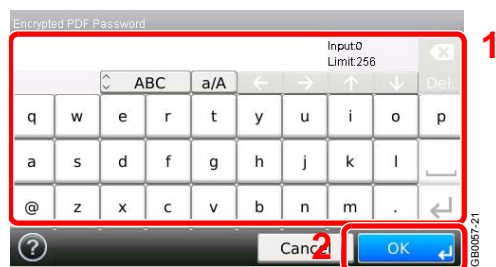 Encrypted PDF Password
Input:0
Limit:256
1
ABC a/A Del.
q w e r t y u i o p
a s d f g h j k l
@ z x c v b n m .
? Cancel 2 OK
GB0057-21